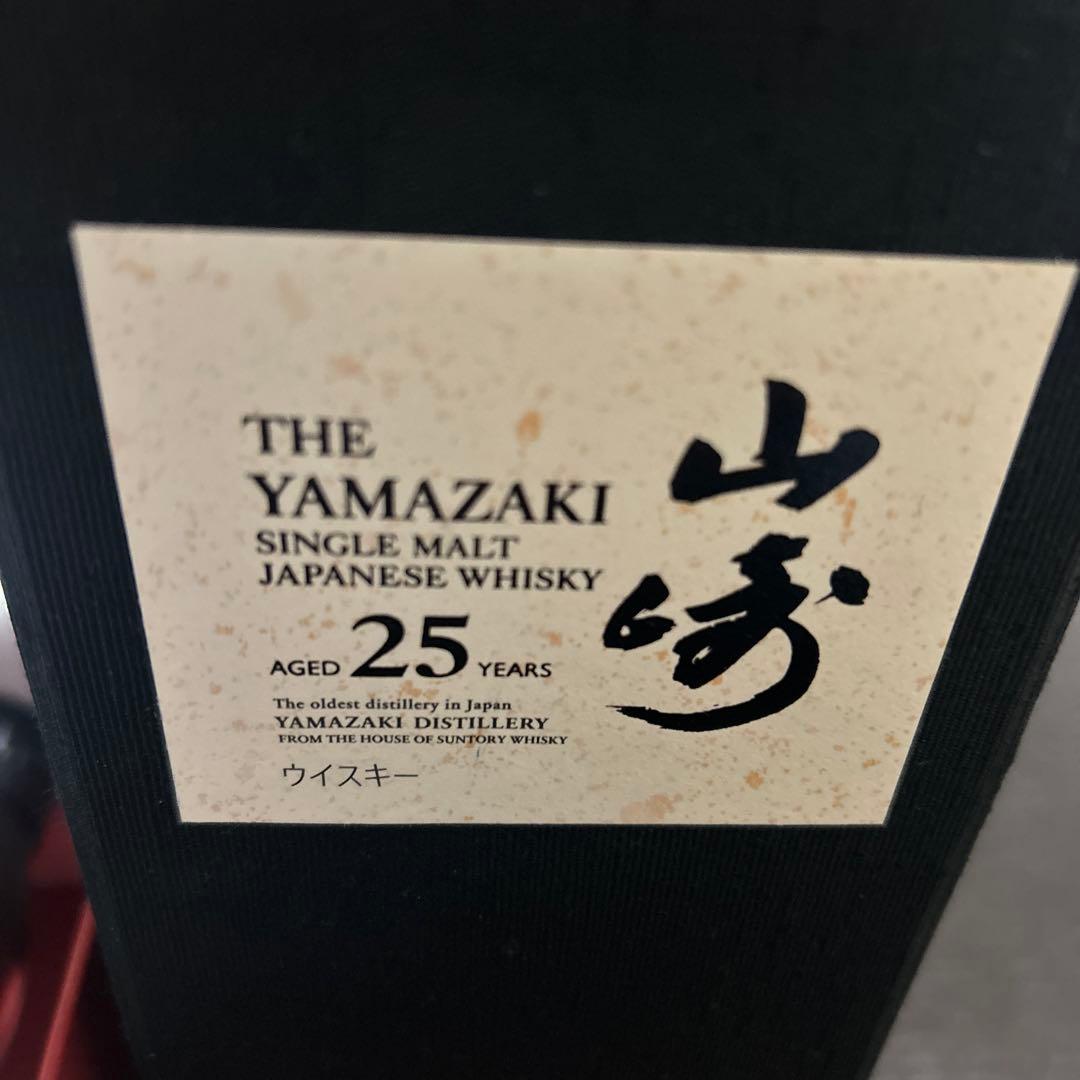 THE
YAMAZAKI
SINGLE MALT
JAPANESE WHISKY
AGED 25 YEARS
The oldest distillery in Japan
YAMAZAKI DISTILLERY
FROM THE HOUSE OF SUNTORY WHISKY
ウイスキー
山崎